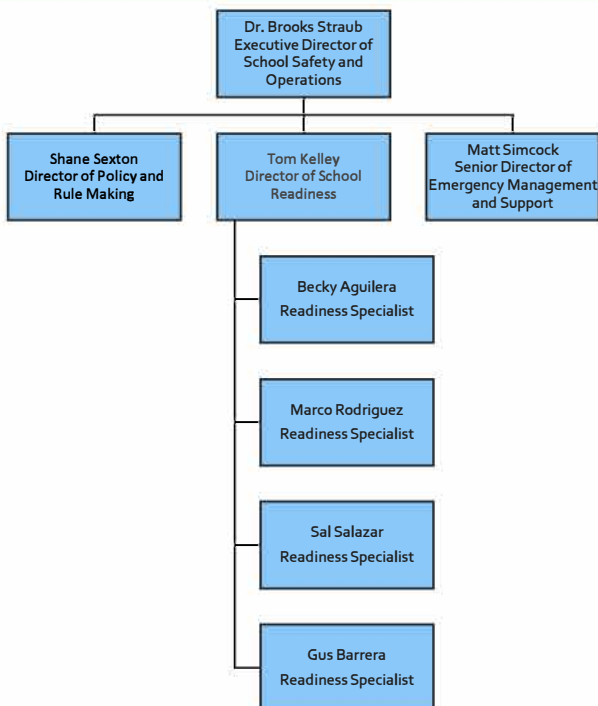 Dr. Brooks Straub
Executive Director of
School Safety and
Operations
Shane Sexton
Director of Policy and
Rule Making
Tom Kelley
Director of School
Readiness
Matt Simcock
Senior Director of
Emergency Management
and Support
Becky Aguilera
Readiness Specialist
Marco Rodriguez
Readiness Specialist
Sal Salazar
Readiness Specialist
Gus Barrera
Readiness Specialist